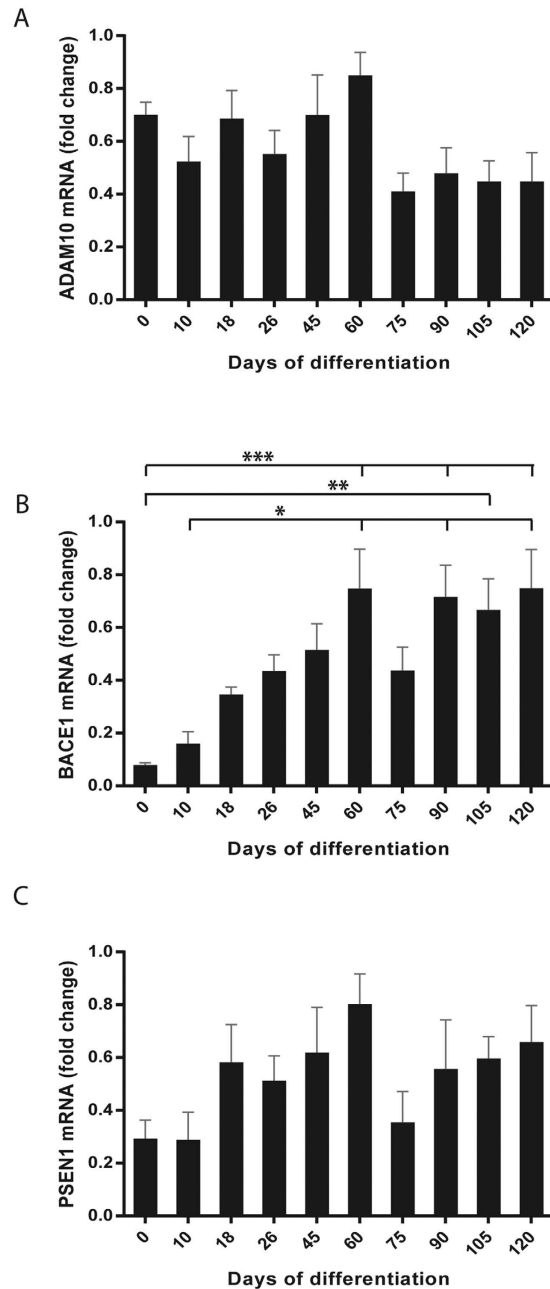 A
ADAM10 mRNA (fold change)
1.0
0.8
0.6
0.4
0.2
0.0
0 10 18 26 45 60 75 90 105 120
Days of differentiation
***
**
*
B
BACE1 mRNA (fold change)
1.0
0.8
0.6
0.4
0.2
0.0
0 10 18 26 45 60 75 90 105 120
Days of differentiation
C
PSEN1 mRNA (fold change)
1.0
0.8
0.6
0.4
0.2
0.0
0 10 18 26 45 60 75 90 105 120
Days of differentiation